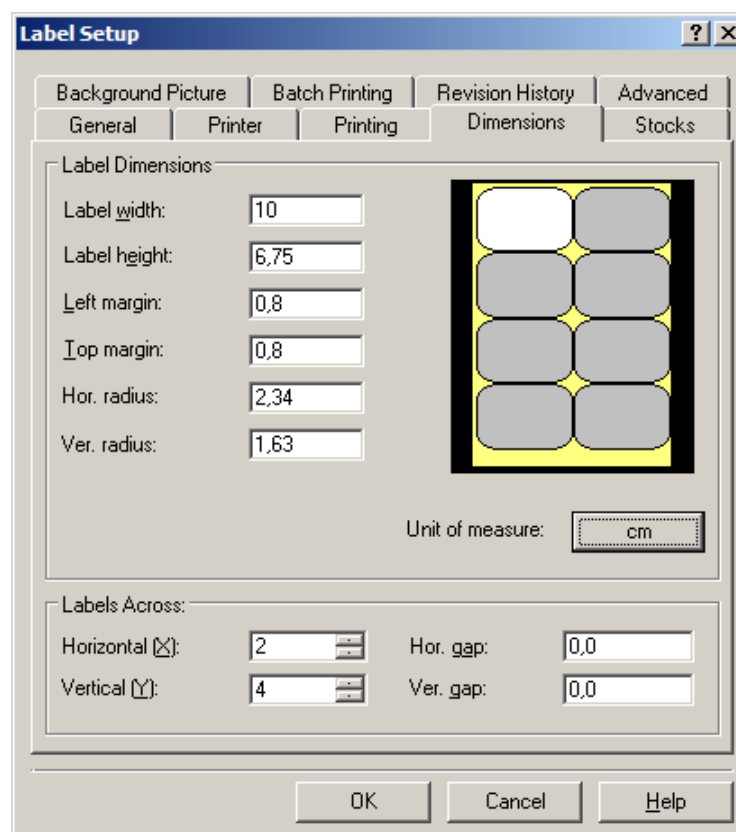 Label Setup
Background Picture Batch Printing Revision History Advanced
General Printer Printing Dimensions Stocks
Label Dimensions
Label width: 10
Label height: 6,75
Left margin: 0,8
Top margin: 0,8
Hor. radius: 2,34
Ver. radius: 1,63
Unit of measure: cm
Labels Across:
Horizontal (X): 2 Hor. gap: 0,0
Vertical (Y): 4 Ver. gap: 0,0
OK Cancel Help